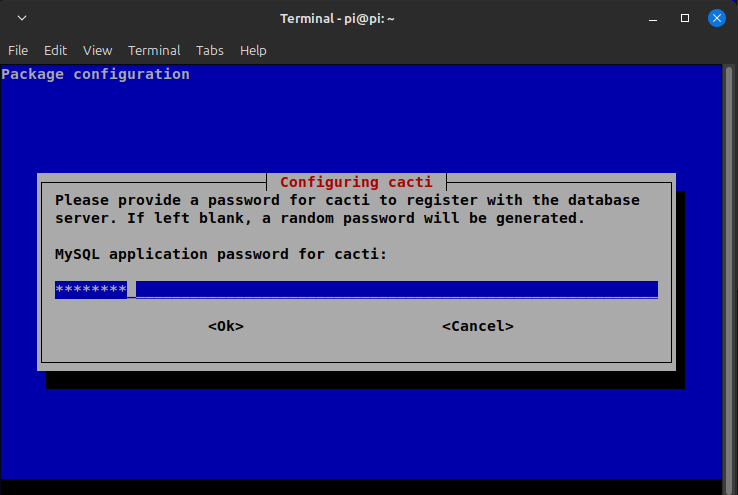 Terminal - pi@pi: ~
File Edit View Terminal Tabs Help
Package configuration
Configuring cacti
Please provide a password for cacti to register with the database
server. If left blank, a random password will be generated.
MySQL application password for cacti:
********
<Ok> <Cancel>